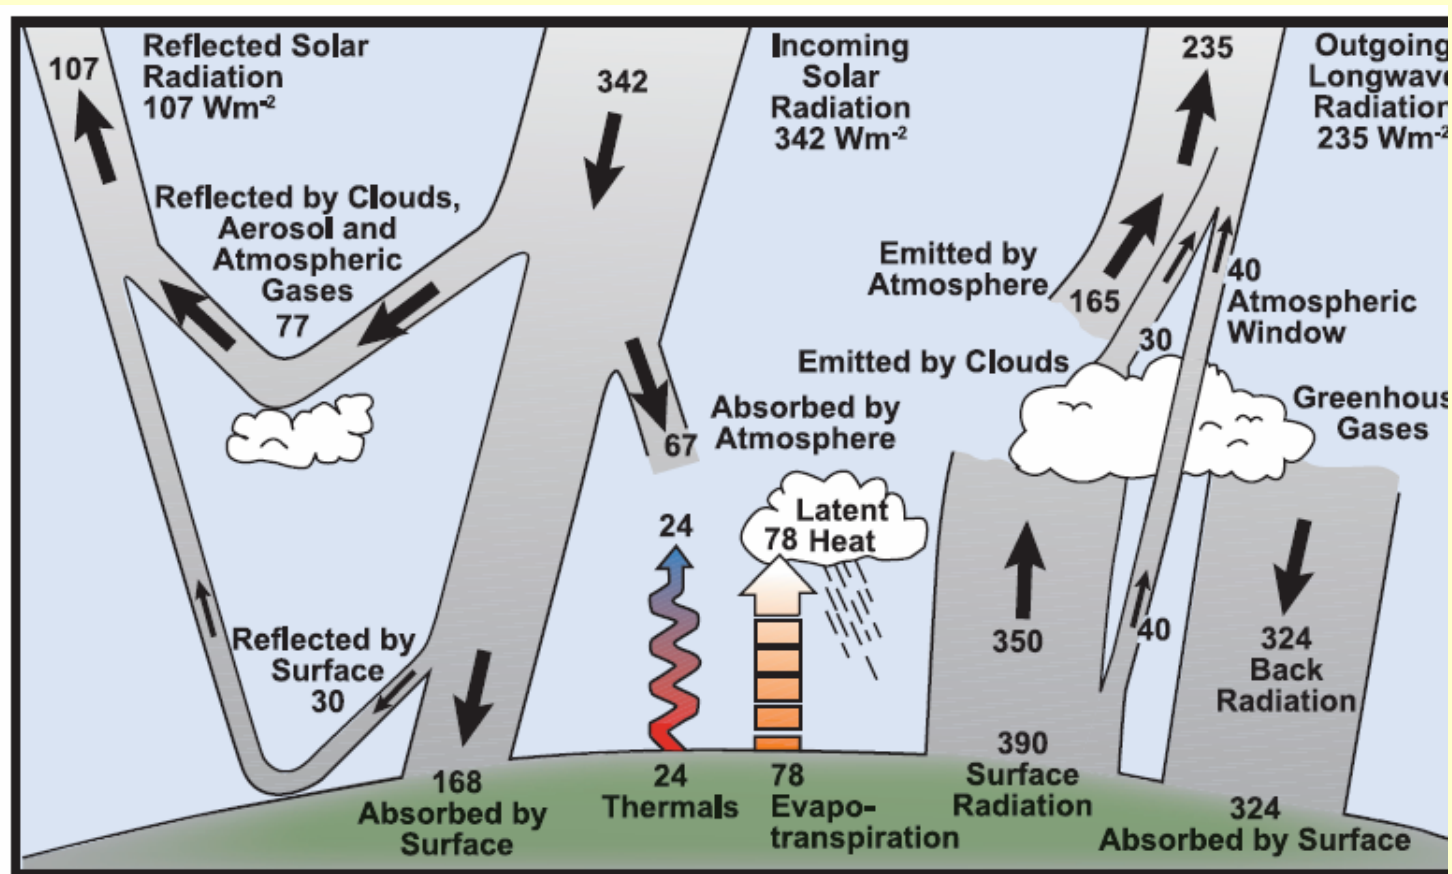 107
Reflected Solar
Radiation
107 Wm⁻²
342
Incoming
Solar
Radiation
342 Wm⁻²
235
Outgoing
Longwave
Radiation
235 Wm⁻²
Reflected by Clouds,
Aerosol and
Atmospheric
Gases
77
Emitted by
Atmosphere
165
40
Atmospheric
Window
30
Emitted by Clouds
Greenhous
Gases
Absorbed by
Atmosphere
67
24
Latent
78 Heat
Reflected by
Surface
30
350
40
324
Back
Radiation
168
Absorbed by
Surface
24
Thermals
78
Evapo-
transpiration
390
Surface
Radiation
324
Absorbed by Surface